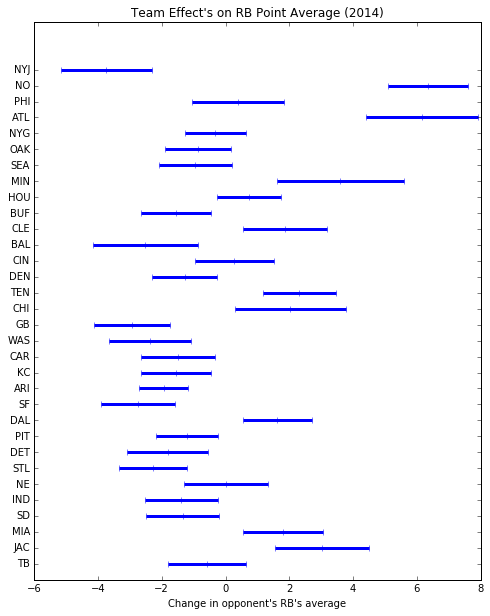 Team Effect's on RB Point Average (2014)
NYJ
NO
PHI
ATL
NYG
OAK
SEA
MIN
HOU
BUF
CLE
BAL
CIN
DEN
TEN
CHI
GB
WAS
CAR
KC
ARI
SF
DAL
PIT
DET
STL
NE
IND
SD
MIA
JAC
TB
−6 −4 −2 0 2 4 6 8
Change in opponent's RB's average